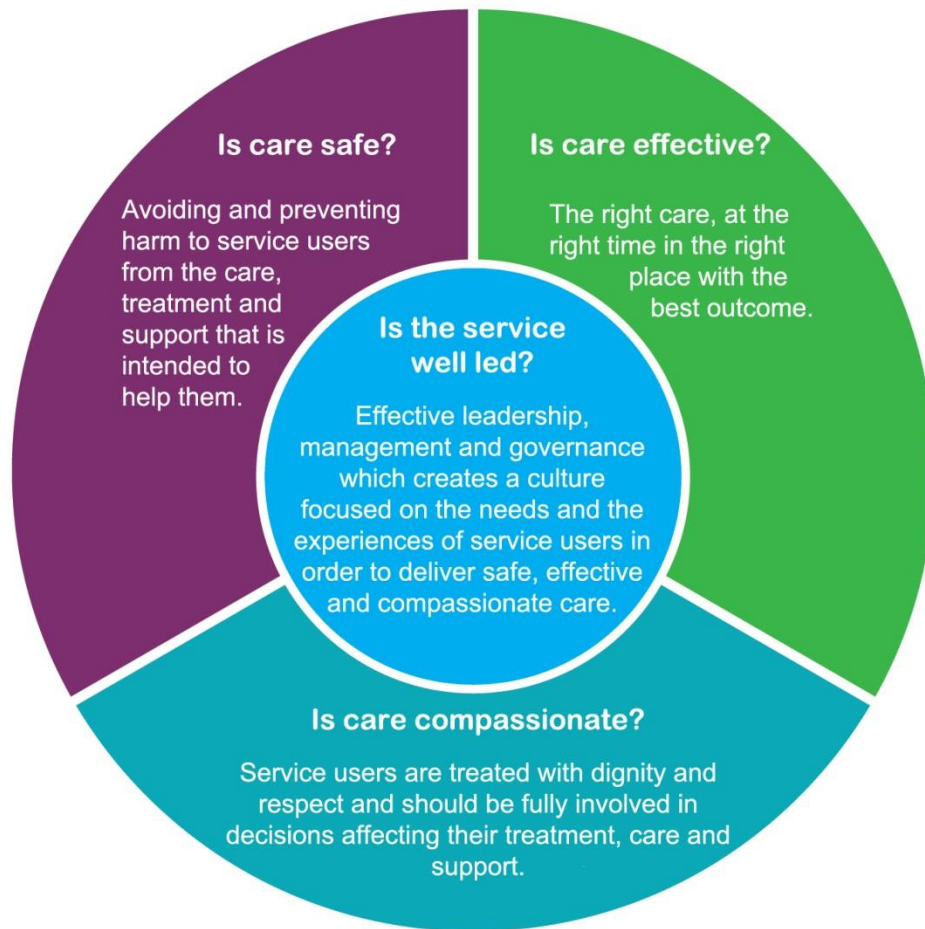 Is care safe?
Avoiding and preventing
harm to service users
from the care,
treatment and
support that is
intended to
help them.
Is care effective?
The right care, at the
right time in the right
place with the
best outcome.
Is the service
well led?
Effective leadership,
management and governance
which creates a culture
focused on the needs and the
experiences of service users in
order to deliver safe, effective
and compassionate care.
Is care compassionate?
Service users are treated with dignity and
respect and should be fully involved in
decisions affecting their treatment, care and
support.